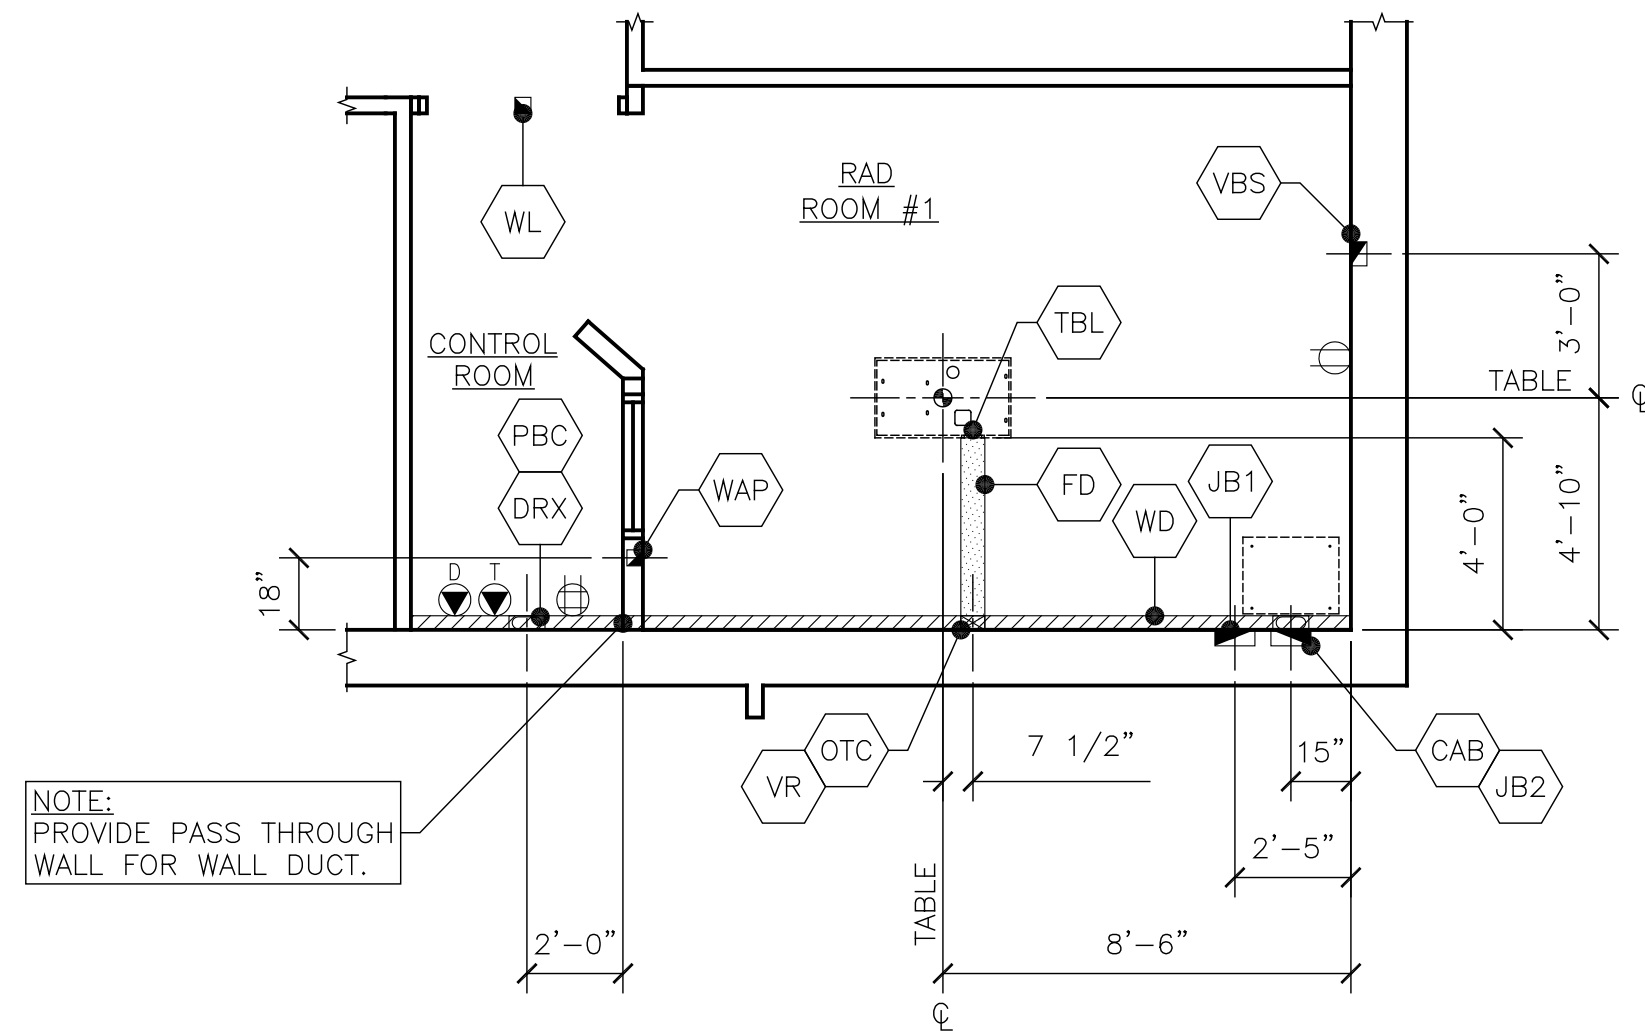 RAD
ROOM #1
VBS
WL
3'-0"
TBL
CONTROL
ROOM
TABLE
℄
PBC
DRX
WAP
FD
WD
JB1
4'-0"
4'-10"
18"
D
T
OTC
VR
7 1/2"
15"
CAB
JB2
NOTE:
PROVIDE PASS THROUGH
WALL FOR WALL DUCT.
2'-5"
TABLE
2'-0"
8'-6"
℄